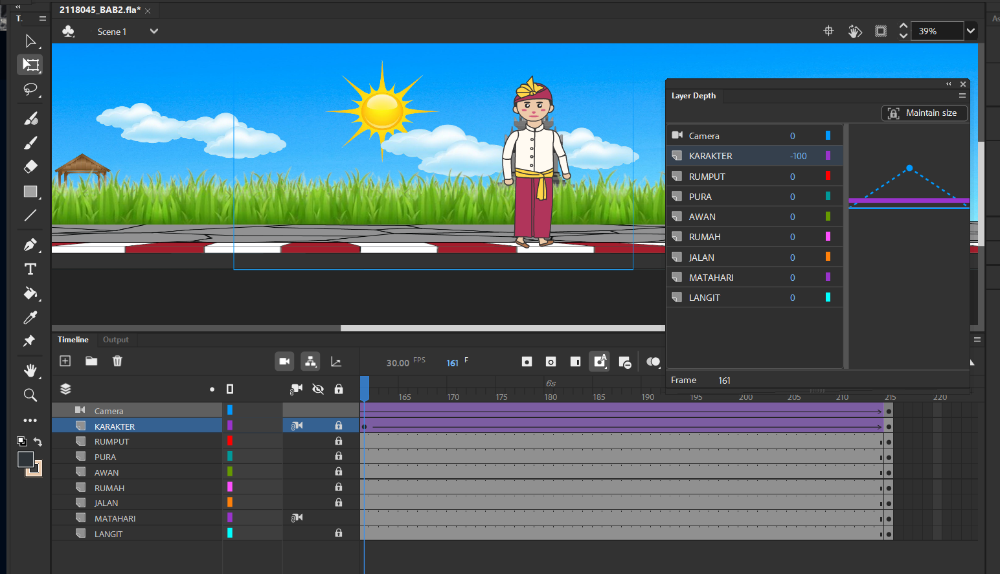 2118045_BAB2.fla*
As
Scene 1
39%
Layer Depth
Maintain size
Camera 0
KARAKTER -100
RUMPUT 0
PURA 0
AWAN 0
RUMAH 0
JALAN 0
MATAHARI 0
LANGIT 0
Frame 161
Timeline Output
30.00 FPS 161 F
6s
165 170 175 180 185 190 195 200 205 210 215 220
Camera
KARAKTER
RUMPUT
PURA
AWAN
RUMAH
JALAN
MATAHARI
LANGIT